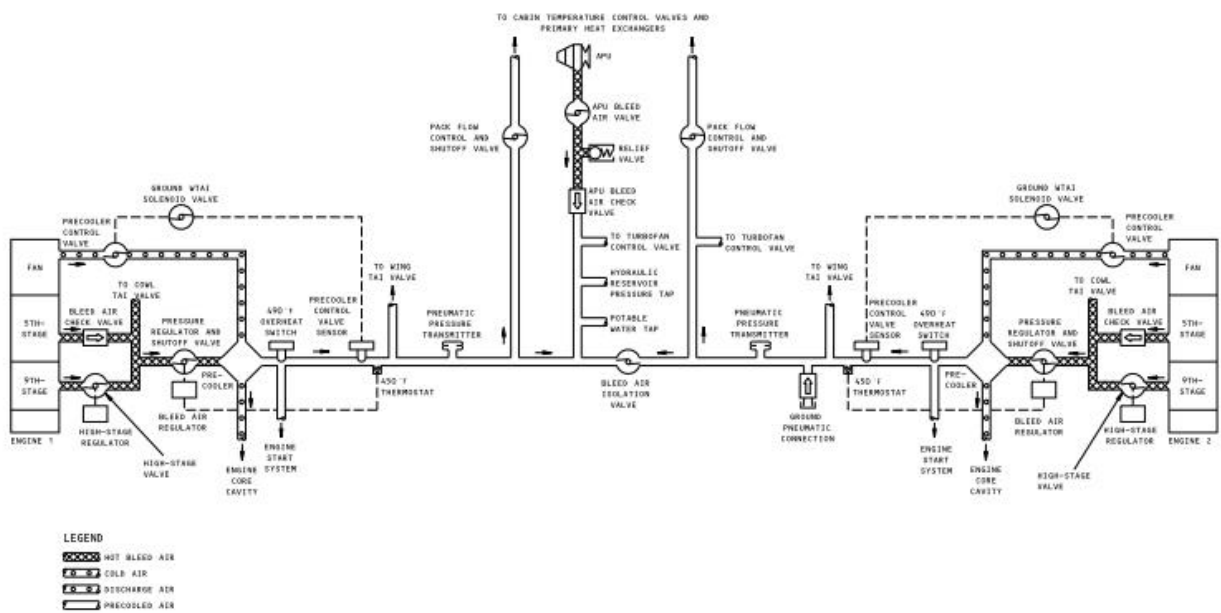 TO CABIN TEMPERATURE CONTROL VALVES AND
PRIMARY HEAT EXCHANGERS
APU
APU BLEED
AIR VALVE
PACK FLOW
CONTROL AND
SHUTOFF VALVE
RELIEF
VALVE
PACK FLOW
CONTROL AND
SHUTOFF VALVE
APU BLEED
AIR CHECK
VALVE
GROUND WTAI
SOLENOID VALVE
GROUND WTAI
SOLENOID VALVE
PRECOOLER
CONTROL
VALVE
PRECOOLER
CONTROL
VALVE
TO TURBOFAN
CONTROL VALVE
TO TURBOFAN
CONTROL VALVE
FAN
TO COWL
TAI VALVE
TO WING
TAI VALVE
HYDRAULIC
RESERVOIR
PRESSURE TAP
TO WING
TAI VALVE
TO COWL
TAI VALVE
FAN
5TH-
STAGE
BLEED AIR
CHECK VALVE
PRESSURE
REGULATOR AND
SHUTOFF VALVE
490°F
OVERHEAT
SWITCH
PRECOOLER
CONTROL
VALVE
SENSOR
PNEUMATIC
PRESSURE
TRANSMITTER
POTABLE
WATER TAP
PNEUMATIC
PRESSURE
TRANSMITTER
PRECOOLER
CONTROL
VALVE
SENSOR
490°F
OVERHEAT
SWITCH
PRESSURE
REGULATOR AND
SHUTOFF VALVE
BLEED AIR
CHECK VALVE
5TH-
STAGE
9TH-
STAGE
PRE-
COOLER
450°F
THERMOSTAT
BLEED AIR
ISOLATION
VALVE
450°F
THERMOSTAT
PRE-
COOLER
9TH-
STAGE
ENGINE 1
HIGH-STAGE
REGULATOR
BLEED AIR
REGULATOR
GROUND
PNEUMATIC
CONNECTION
BLEED AIR
REGULATOR
HIGH-STAGE
REGULATOR
ENGINE 2
HIGH-STAGE
VALVE
ENGINE
CORE
CAVITY
ENGINE
START
SYSTEM
ENGINE
START
SYSTEM
ENGINE
CORE
CAVITY
HIGH-STAGE
VALVE
LEGEND
HOT BLEED AIR
COLD AIR
DISCHARGE AIR
PRECOOLED AIR